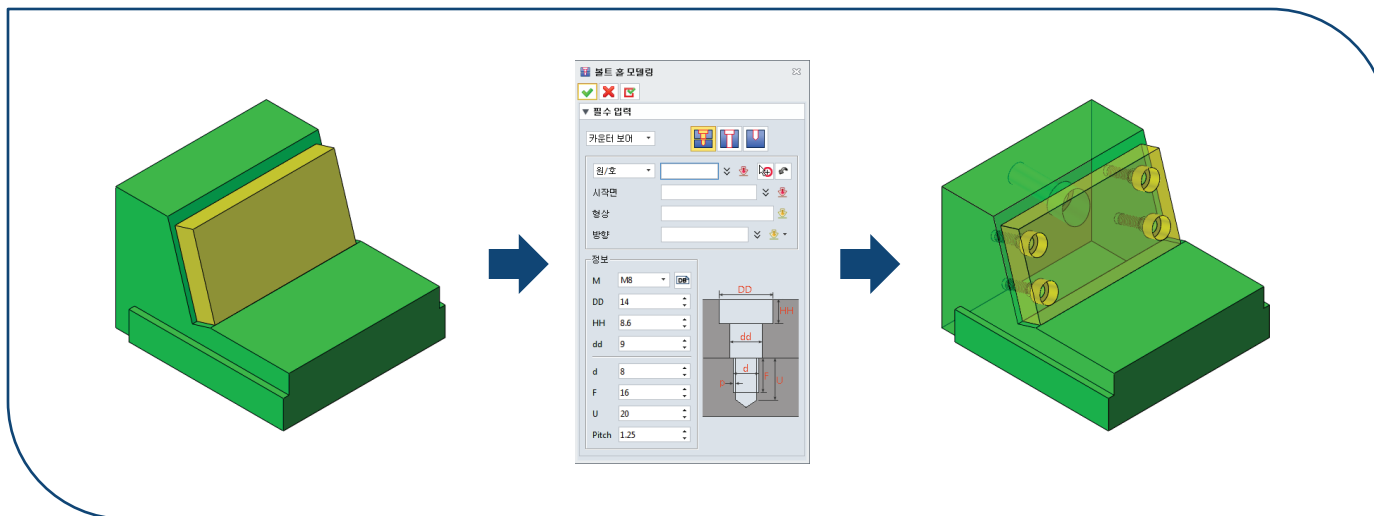 볼트 홀 모델링
필수 입력
카운터 보어
원/호
시작면
형상
방향
정보
M M8 DB
DD 14
HH 8.6
dd 9
d 8
F 16
U 20
Pitch 1.25
DD
HH
dd
d
p F U